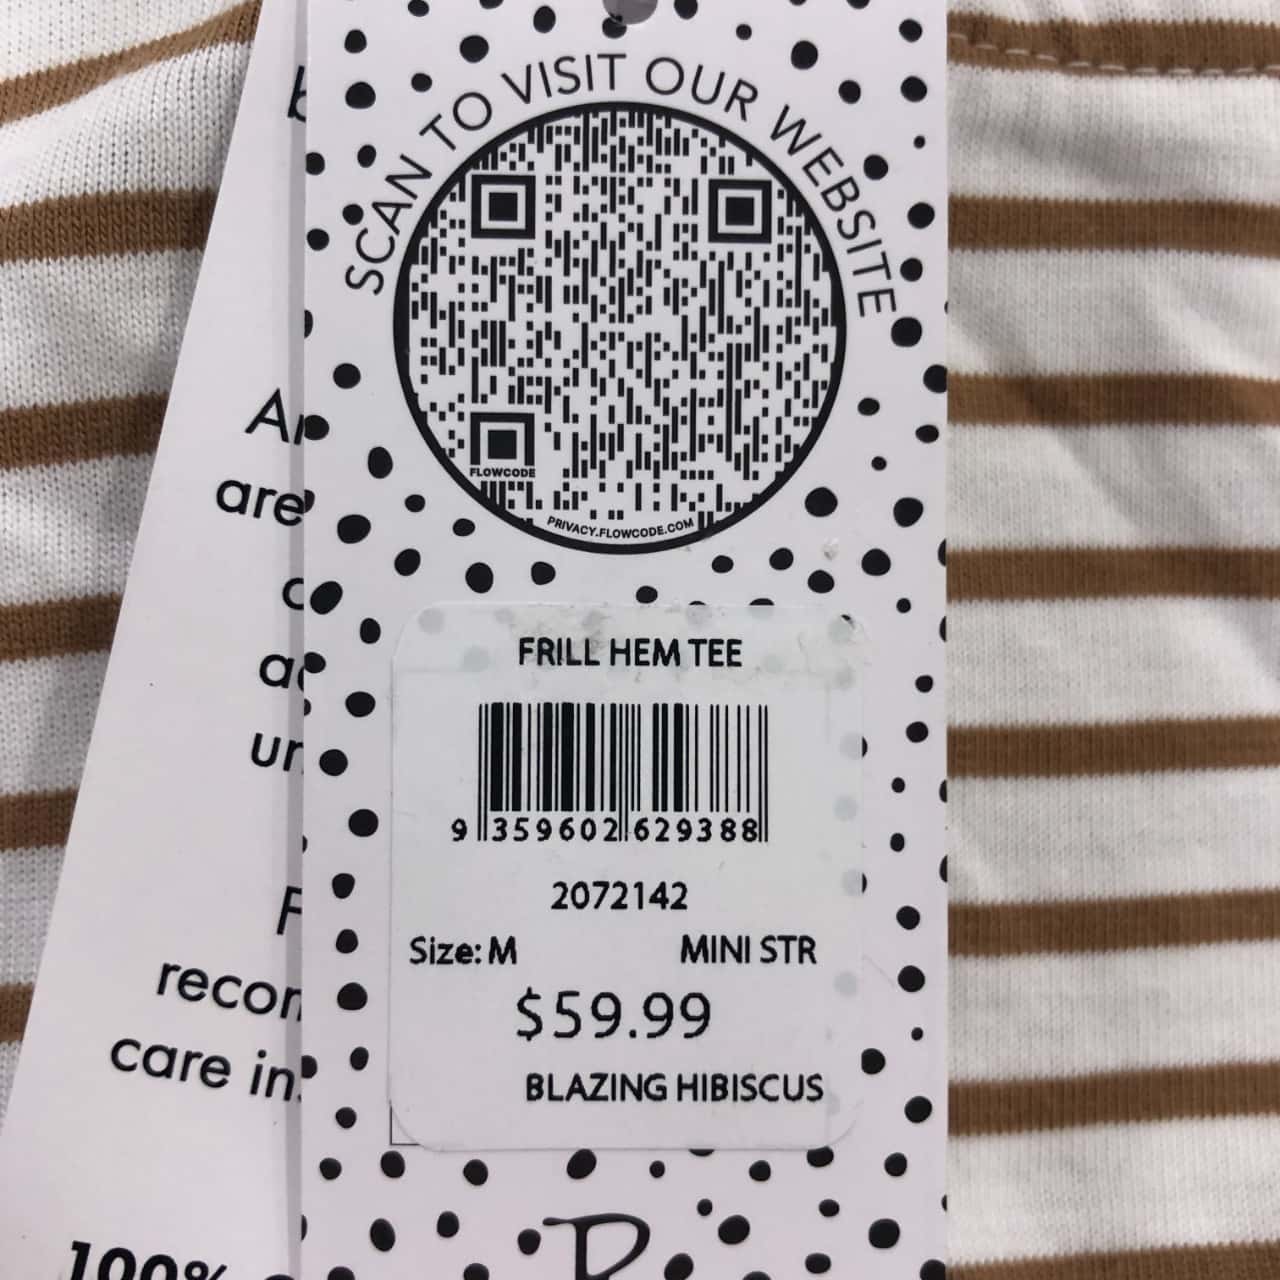 SCAN TO VISIT OUR WEBSITE
FLOWCODE
PRIVACY.FLOWCODE.COM
FRILL HEM TEE
9 359602 629388
2072142
Size: M MINI STR
$59.99
BLAZING HIBISCUS
are
care in
100%